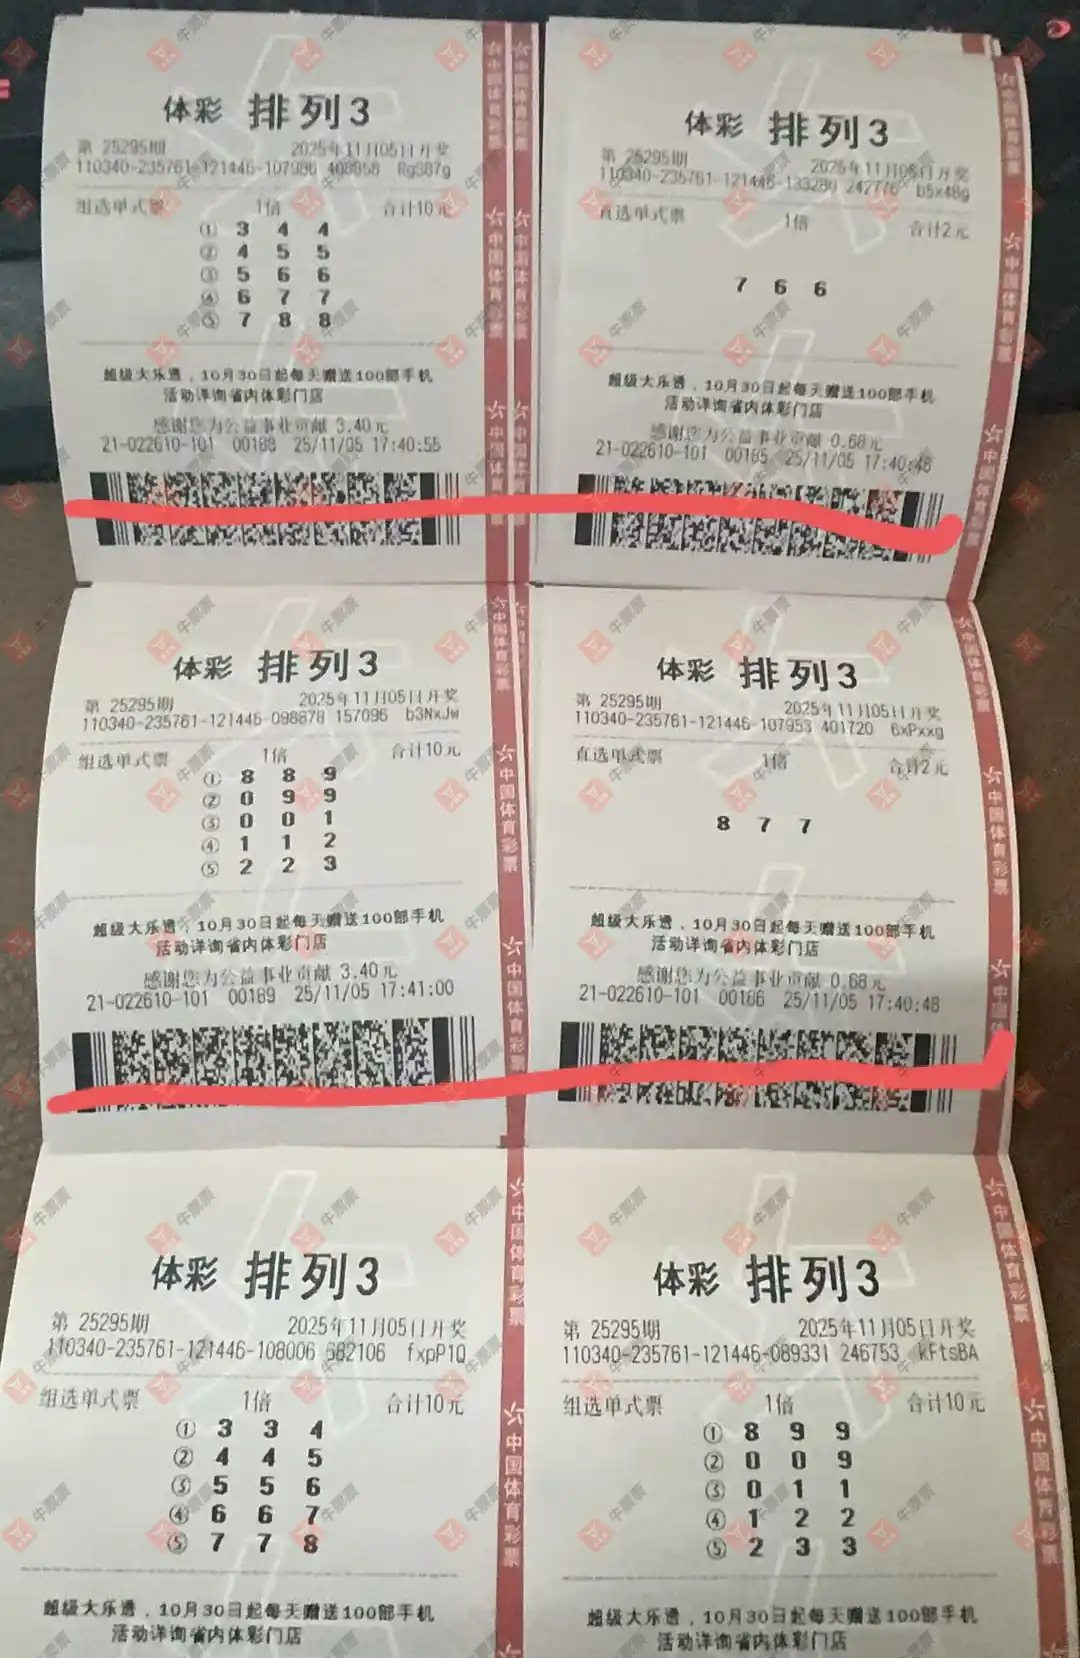 体彩 排列3
第 25295期 2025年11月05日开奖
110340-235761-121446-107986 408858 Rg387g
组选单式票 1倍 合计10元
① 3 4 4
② 4 5 5
③ 5 6 6
④ 6 7 7
⑤ 7 8 8
超级大乐透，10月30日起每天赠送100部手机
活动详询省内体彩门店
感谢您为公益事业贡献 3.40元
21-022610-101 00188 25/11/05 17:40:55
体彩 排列3
第 25295期 2025年11月05日开奖
110340-235761-121446-133280 242776 b5x48g
直选单式票 1倍 合计2元
7 6 6
超级大乐透，10月30日起每天赠送100部手机
活动详询省内体彩门店
感谢您为公益事业贡献 0.68元
21-022610-101 00185 25/11/05 17:40:46
体彩 排列3
第 25295期 2025年11月05日开奖
110340-235761-121446-098878 157096 b3NxJw
组选单式票 1倍 合计10元
① 8 8 9
② 0 9 9
③ 0 0 1
④ 1 1 2
⑤ 2 2 3
超级大乐透，10月30日起每天赠送100部手机
活动详询省内体彩门店
感谢您为公益事业贡献 3.40元
21-022610-101 00189 25/11/05 17:41:00
体彩 排列3
第 25295期 2025年11月05日开奖
110340-235761-121446-107953 401720 6xPxxg
直选单式票 1倍 合计2元
8 7 7
超级大乐透，10月30日起每天赠送100部手机
活动详询省内体彩门店
感谢您为公益事业贡献 0.68元
21-022610-101 00186 25/11/05 17:40:48
体彩 排列3
第 25295期 2025年11月05日开奖
110340-235761-121446-108006 682106 fxpP1Q
组选单式票 1倍 合计10元
① 3 3 4
② 4 4 5
③ 5 5 6
④ 6 6 7
⑤ 7 7 8
超级大乐透，10月30日起每天赠送100部手机
活动详询省内体彩门店
体彩 排列3
第 25295期 2025年11月05日开奖
110340-235761-121446-089331 246753 kFtsBA
组选单式票 1倍 合计10元
① 8 9 9
② 0 0 9
③ 0 1 1
④ 1 2 2
⑤ 2 3 3
超级大乐透，10月30日起每天赠送100部手机
活动详询省内体彩门店
中国体育彩票
牛票票